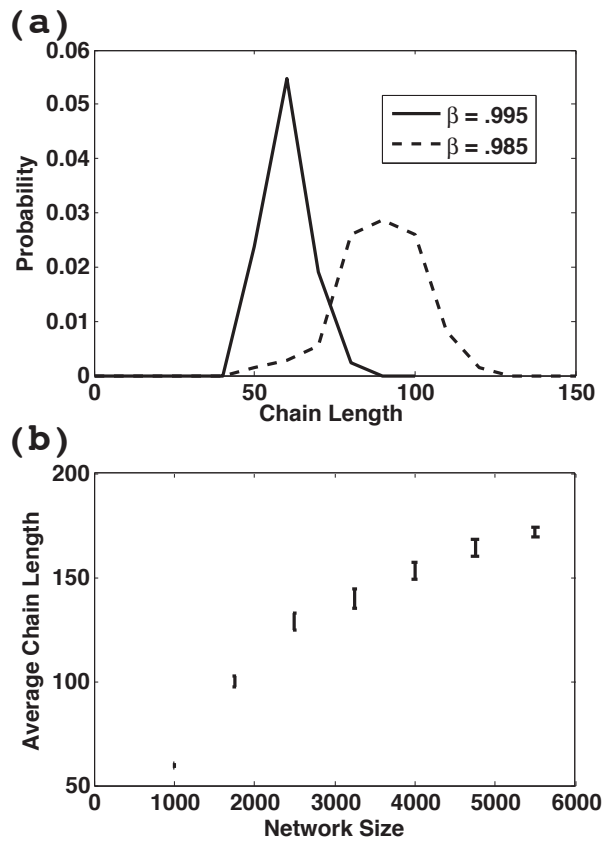 (a)
0.06
0.05
0.04
0.03
0.02
0.01
0
Probability
β = .995
β = .985
0 50 100 150
Chain Length
(b)
200
150
100
50
Average Chain Length
0 1000 2000 3000 4000 5000 6000
Network Size